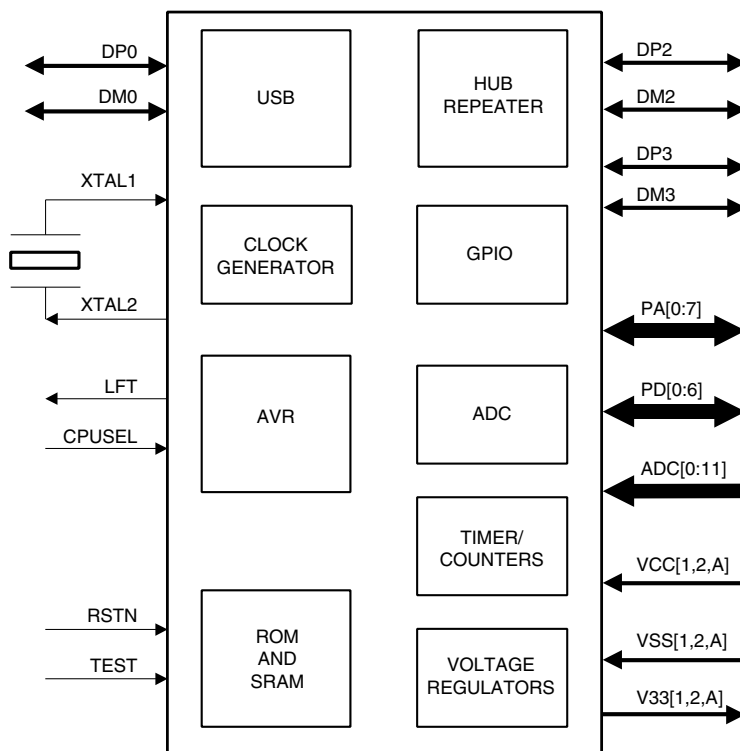 DP0
DM0
XTAL1
XTAL2
LFT
CPUSEL
RSTN
TEST
USB
HUB
REPEATER
CLOCK
GENERATOR
GPIO
AVR
ADC
TIMER/
COUNTERS
ROM
AND
SRAM
VOLTAGE
REGULATORS
DP2
DM2
DP3
DM3
PA[0:7]
PD[0:6]
ADC[0:11]
VCC[1,2,A]
VSS[1,2,A]
V33[1,2,A]